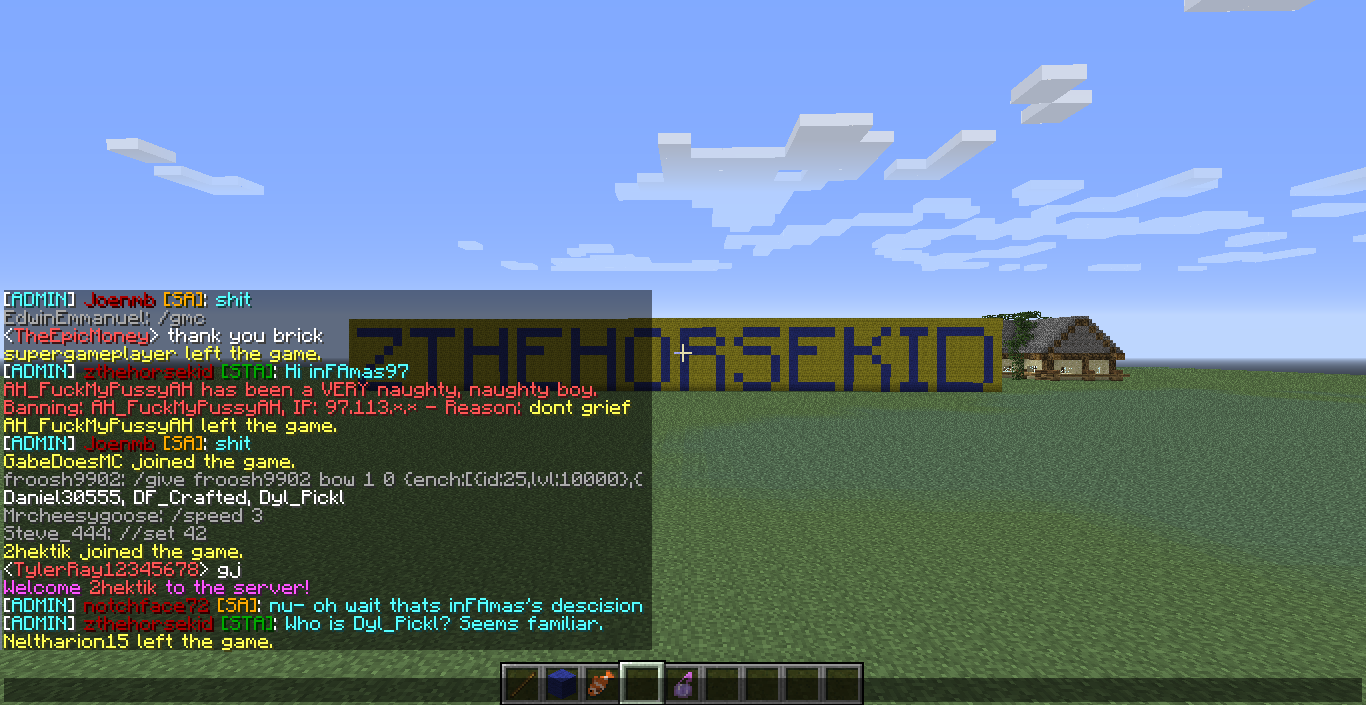 [ADMIN] Joenmb [SA]: shit
EdwinEmmanuel: /gmc
<TheEpicMoney> thank you brick
supergameplayer left the game.
[ADMIN] zthehorsekid [STA]: Hi inFAmas97
AH_FuckMyPussyAH has been a VERY naughty, naughty boy.
Banning: AH_FuckMyPussyAH, IP: 97.113.*.* - Reason: dont grief
AH_FuckMyPussyAH left the game.
[ADMIN] Joenmb [SA]: shit
GabeDoesMC joined the game.
froosh9902: /give froosh9902 bow 1 0 {ench:[{id:25,lvl:10000},{
Daniel30555, DF_Crafted, Dyl_Pickl
Mrcheesygoose: /speed 3
Steve_444: //set 42
2hektik joined the game.
<TylerRay12345678> gj
Welcome 2hektik to the server!
[ADMIN] notchface72 [SA]: nu- oh wait thats inFAmas's descision
[ADMIN] zthehorsekid [STA]: Who is Dyl_Pickl? Seems familiar.
Neltharion15 left the game.
ZTHEHORSEKID